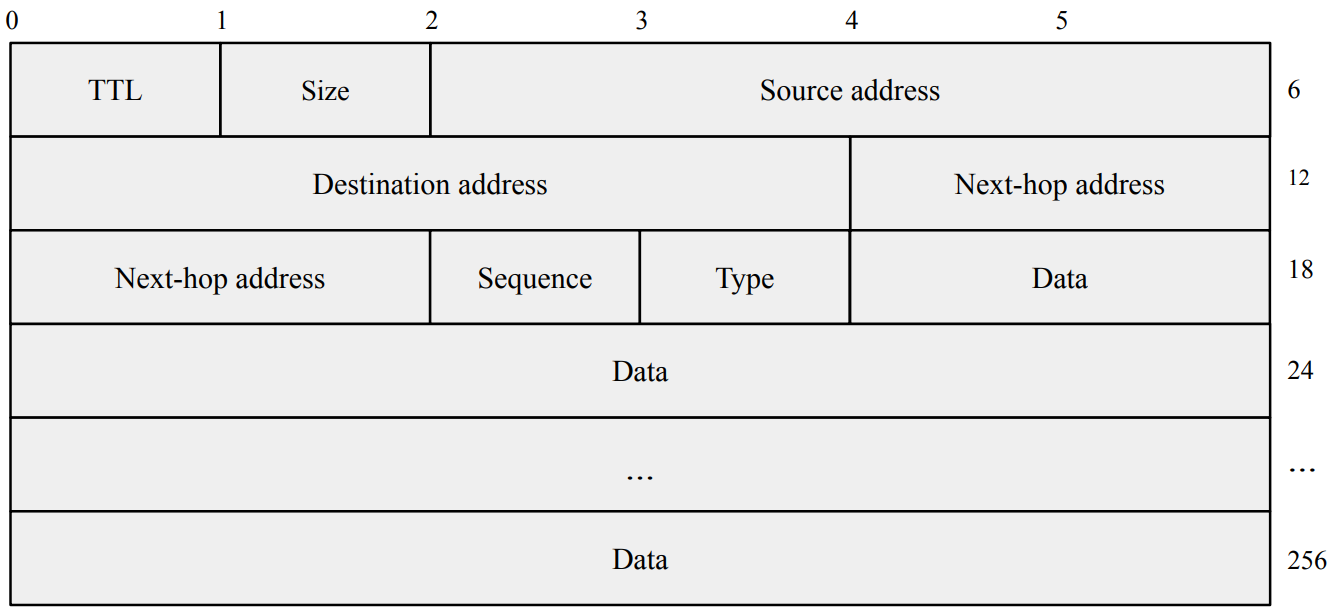 0 1 2 3 4 5
TTL Size Source address 6
Destination address Next-hop address 12
Next-hop address Sequence Type Data 18
Data 24
... ...
Data 256